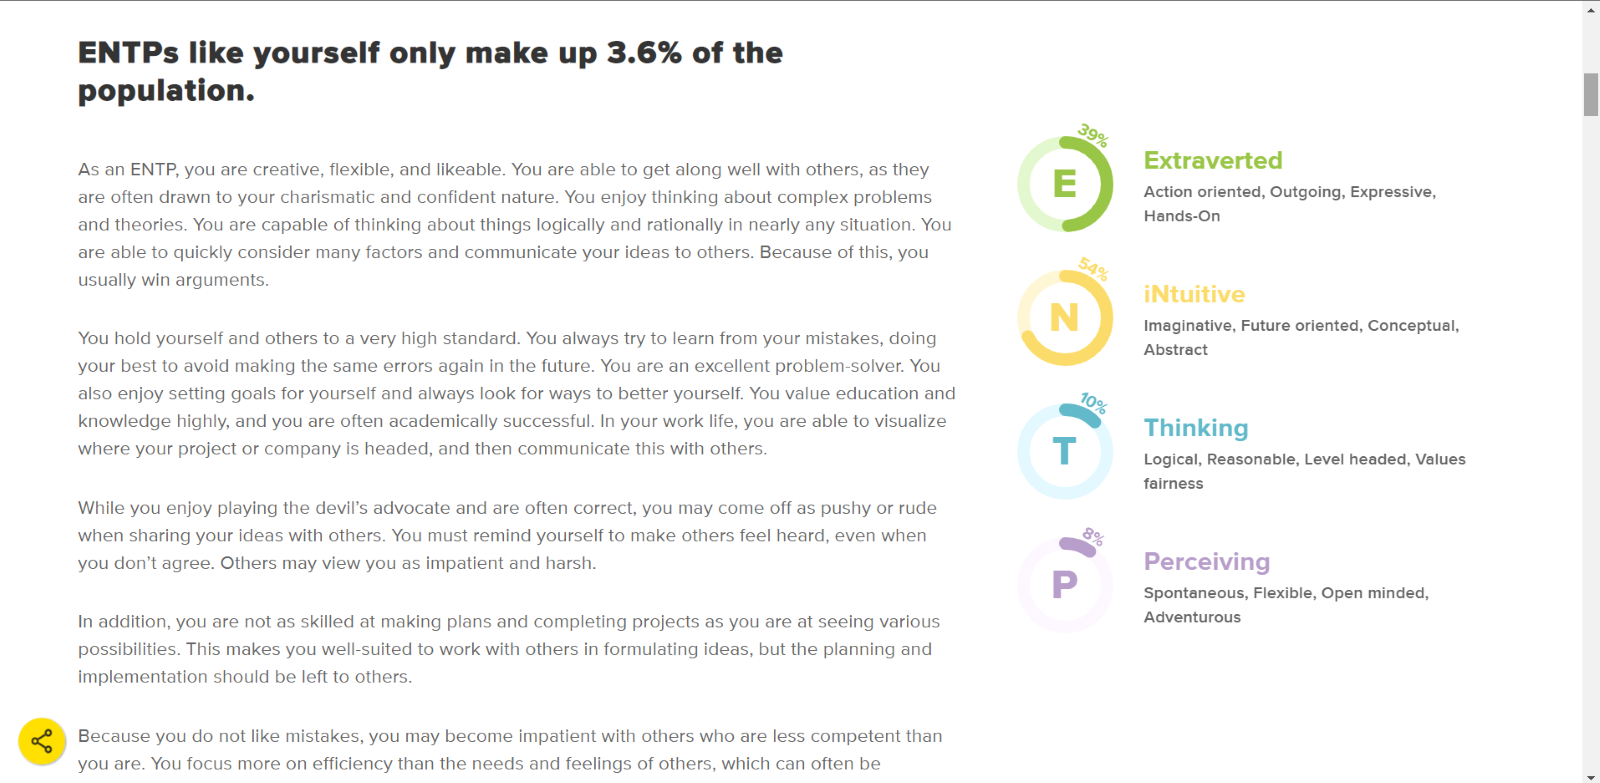 ENTPs like yourself only make up 3.6% of the
population.
As an ENTP, you are creative, flexible, and likeable. You are able to get along well with others, as they
are often drawn to your charismatic and confident nature. You enjoy thinking about complex problems
and theories. You are capable of thinking about things logically and rationally in nearly any situation. You
are able to quickly consider many factors and communicate your ideas to others. Because of this, you
usually win arguments.
You hold yourself and others to a very high standard. You always try to learn from your mistakes, doing
your best to avoid making the same errors again in the future. You are an excellent problem-solver. You
also enjoy setting goals for yourself and always look for ways to better yourself. You value education and
knowledge highly, and you are often academically successful. In your work life, you are able to visualize
where your project or company is headed, and then communicate this with others.
While you enjoy playing the devil’s advocate and are often correct, you may come off as pushy or rude
when sharing your ideas with others. You must remind yourself to make others feel heard, even when
you don’t agree. Others may view you as impatient and harsh.
In addition, you are not as skilled at making plans and completing projects as you are at seeing various
possibilities. This makes you well-suited to work with others in formulating ideas, but the planning and
implementation should be left to others.
Because you do not like mistakes, you may become impatient with others who are less competent than
you are. You focus more on efficiency than the needs and feelings of others, which can often be
39%
E
Extraverted
Action oriented, Outgoing, Expressive,
Hands-On
54%
N
iNtuitive
Imaginative, Future oriented, Conceptual,
Abstract
10%
T
Thinking
Logical, Reasonable, Level headed, Values
fairness
8%
P
Perceiving
Spontaneous, Flexible, Open minded,
Adventurous